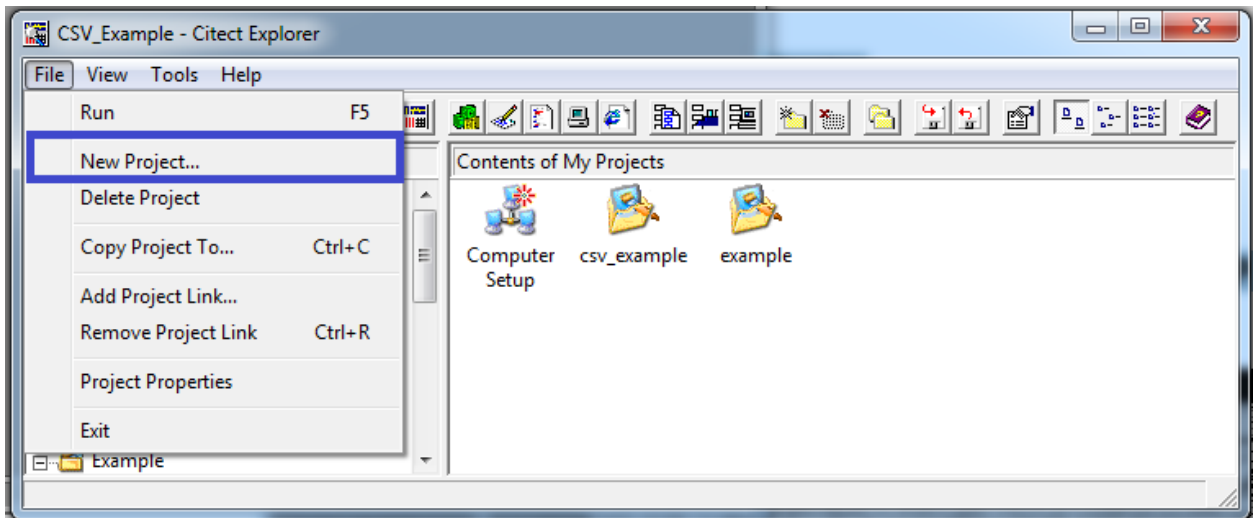 CSV_Example - Citect Explorer
File View Tools Help
Run F5
New Project...
Delete Project
Copy Project To... Ctrl+C
Add Project Link...
Remove Project Link Ctrl+R
Project Properties
Exit
Example
Contents of My Projects
Computer Setup
csv_example
example